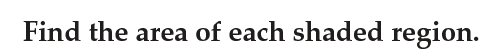 Find the area of each shaded region.